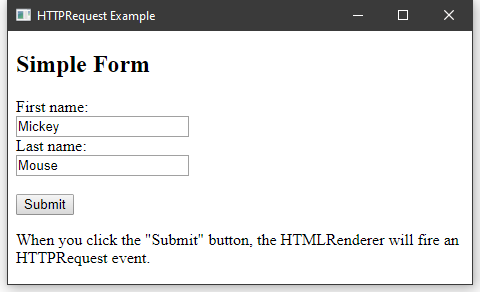 HTTPRequest Example
Simple Form
First name:
Mickey
Last name:
Mouse
Submit
When you click the "Submit" button, the HTMLRenderer will fire an
HTTPRequest event.